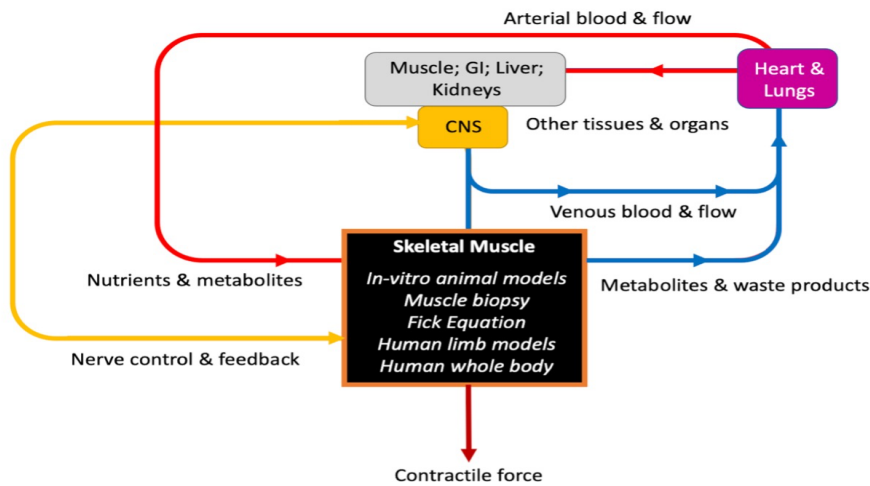 Arterial blood & flow
Muscle; GI; Liver;
Kidneys
Heart &
Lungs
CNS
Other tissues & organs
Venous blood & flow
Skeletal Muscle
In-vitro animal models
Muscle biopsy
Fick Equation
Human limb models
Human whole body
Nutrients & metabolites
Metabolites & waste products
Nerve control & feedback
Contractile force